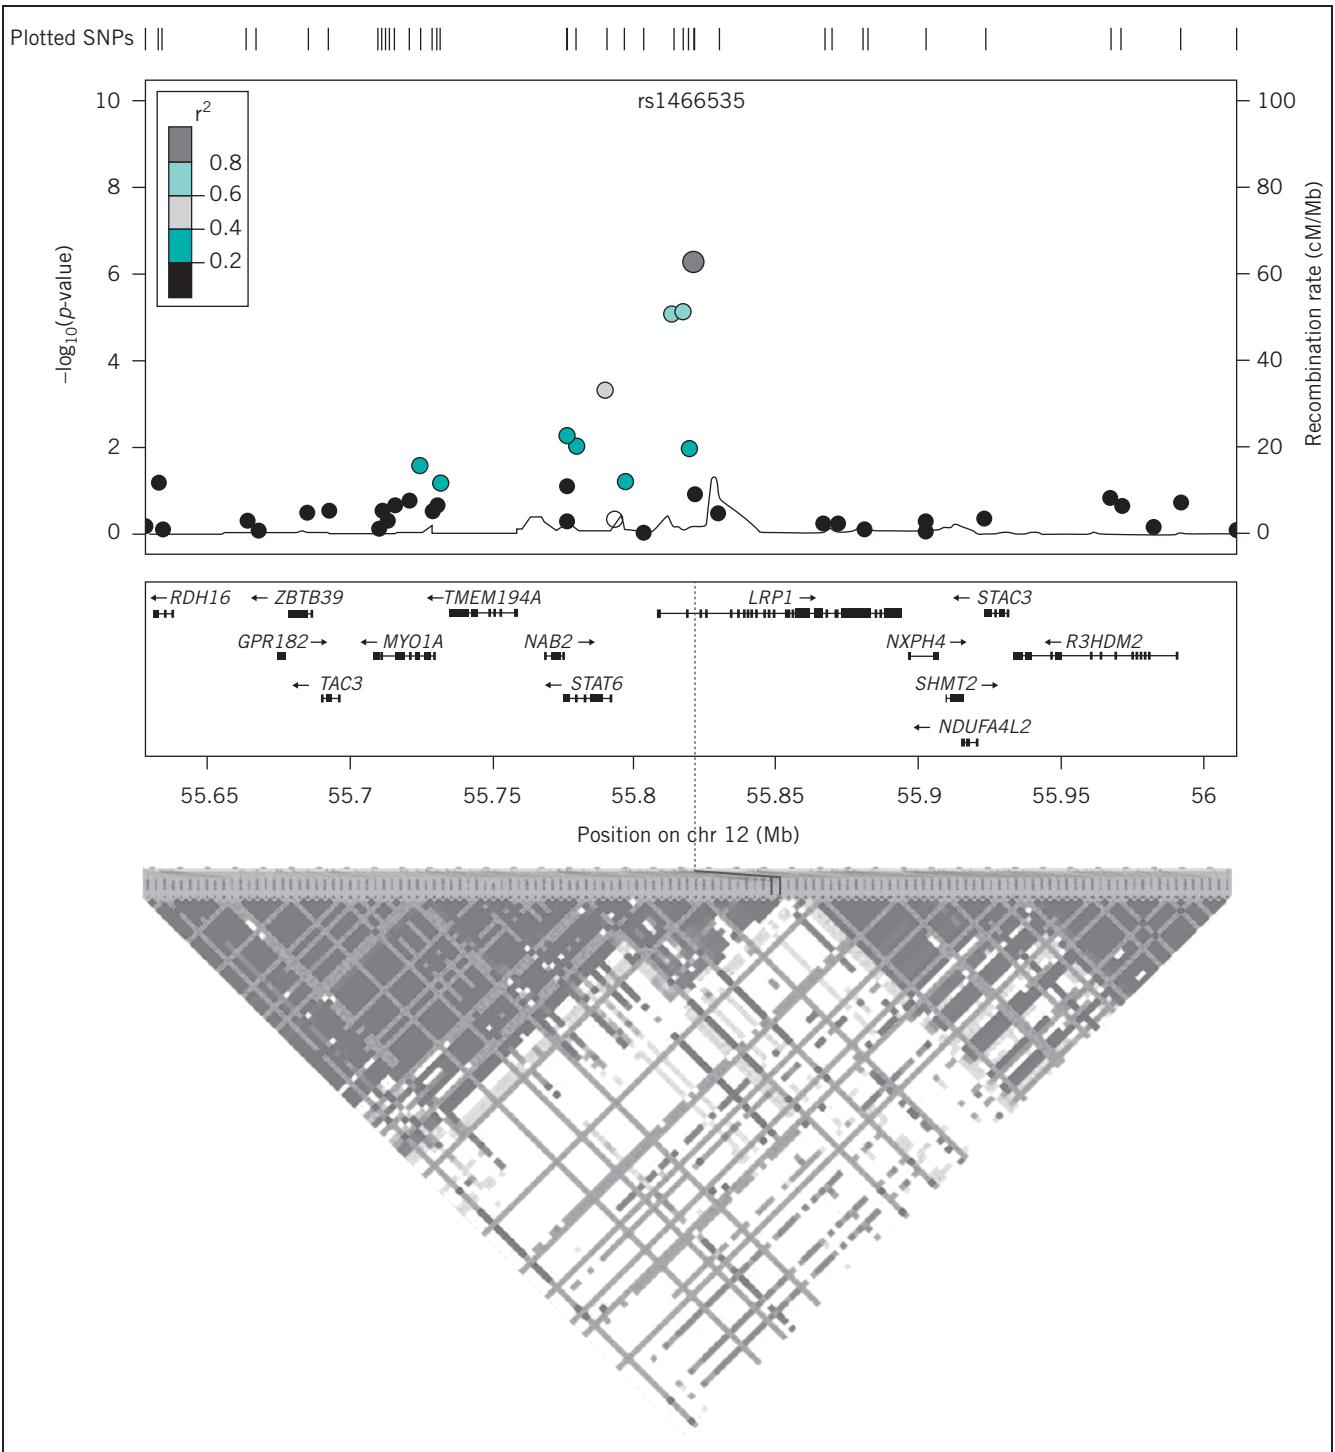 Plotted SNPs
rs1466535
r2
0.8
0.6
0.4
0.2
10
8
6
4
2
0
−log10(p-value)
100
80
60
40
20
0
Recombination rate (cM/Mb)
RDH16
ZBTB39
TMEM194A
LRP1
STAC3
GPR182
MYO1A
NAB2
NXPH4
R3HDM2
TAC3
STAT6
SHMT2
NDUFA4L2
55.65 55.7 55.75 55.8 55.85 55.9 55.95 56
Position on chr 12 (Mb)